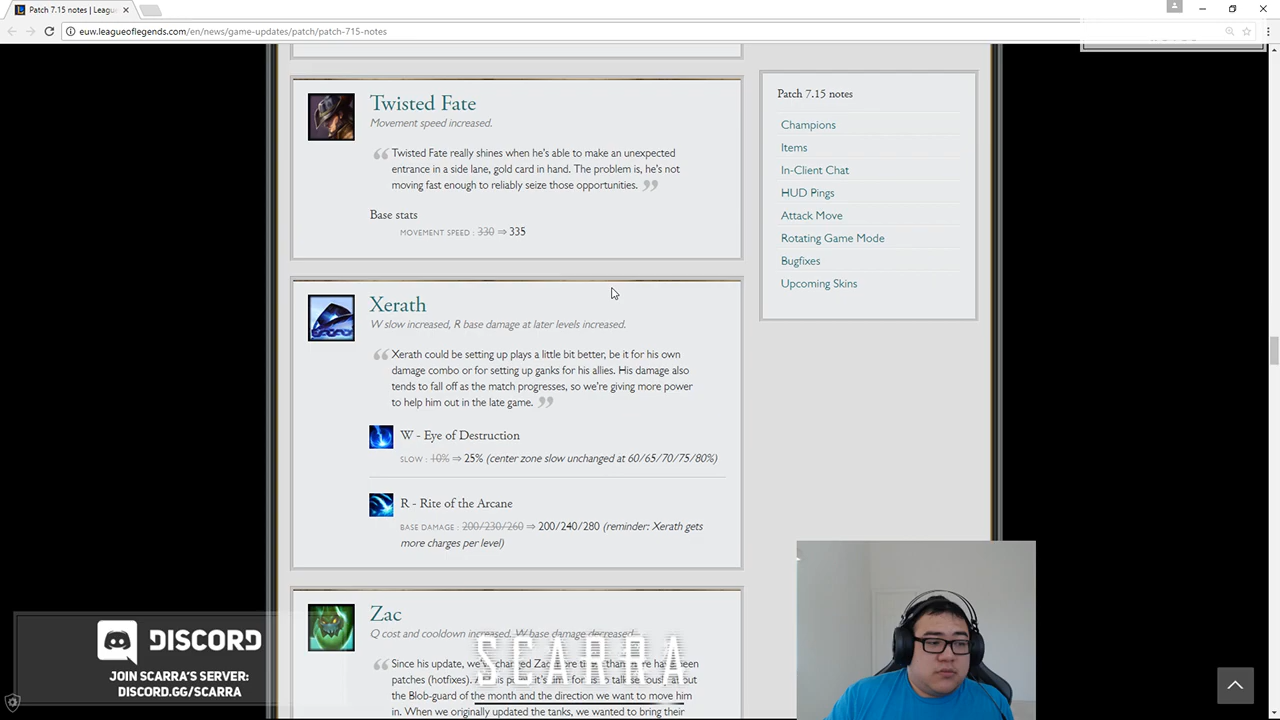 Patch 7.15 notes | Leagu
euw.leagueoflegends.com/en/news/game-updates/patch/patch-715-notes
Twisted Fate
Movement speed increased.
Twisted Fate really shines when he's able to make an unexpected
entrance in a side lane, gold card in hand. The problem is, he's not
moving fast enough to reliably seize those opportunities.
Base stats
MOVEMENT SPEED : 330 ⇒ 335
Xerath
W slow increased, R base damage at later levels increased.
Xerath could be setting up plays a little bit better, be it for his own
damage combo or for setting up ganks for his allies. His damage also
tends to fall off as the match progresses, so we're giving more power
to help him out in the late game.
W - Eye of Destruction
SLOW : 10% ⇒ 25% (center zone slow unchanged at 60/65/70/75/80%)
R - Rite of the Arcane
BASE DAMAGE : 200/230/260 ⇒ 200/240/280 (reminder: Xerath gets
more charges per level)
Zac
Q cost and cooldown increased. W base damage decreased.
Since his update, we've changed Zac more times than
patches (hotfixes).
the Blob-guard of the month and the direction we want to move him
in. When we originally updated the tanks, we wanted to bring their
Patch 7.15 notes
Champions
Items
In-Client Chat
HUD Pings
Attack Move
Rotating Game Mode
Bugfixes
Upcoming Skins
DISCORD
JOIN SCARRA'S SERVER:
DISCORD.GG/SCARRA
SCARRA